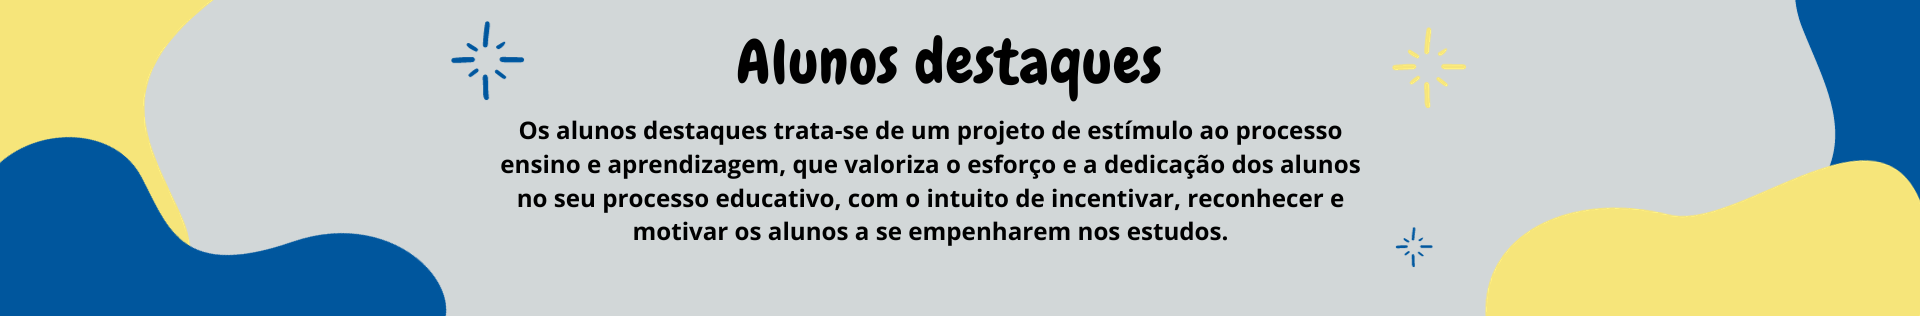 Alunos destaques
Os alunos destaques trata-se de um projeto de estímulo ao processo
ensino e aprendizagem, que valoriza o esforço e a dedicação dos alunos
no seu processo educativo, com o intuito de incentivar, reconhecer e
motivar os alunos a se empenharem nos estudos.